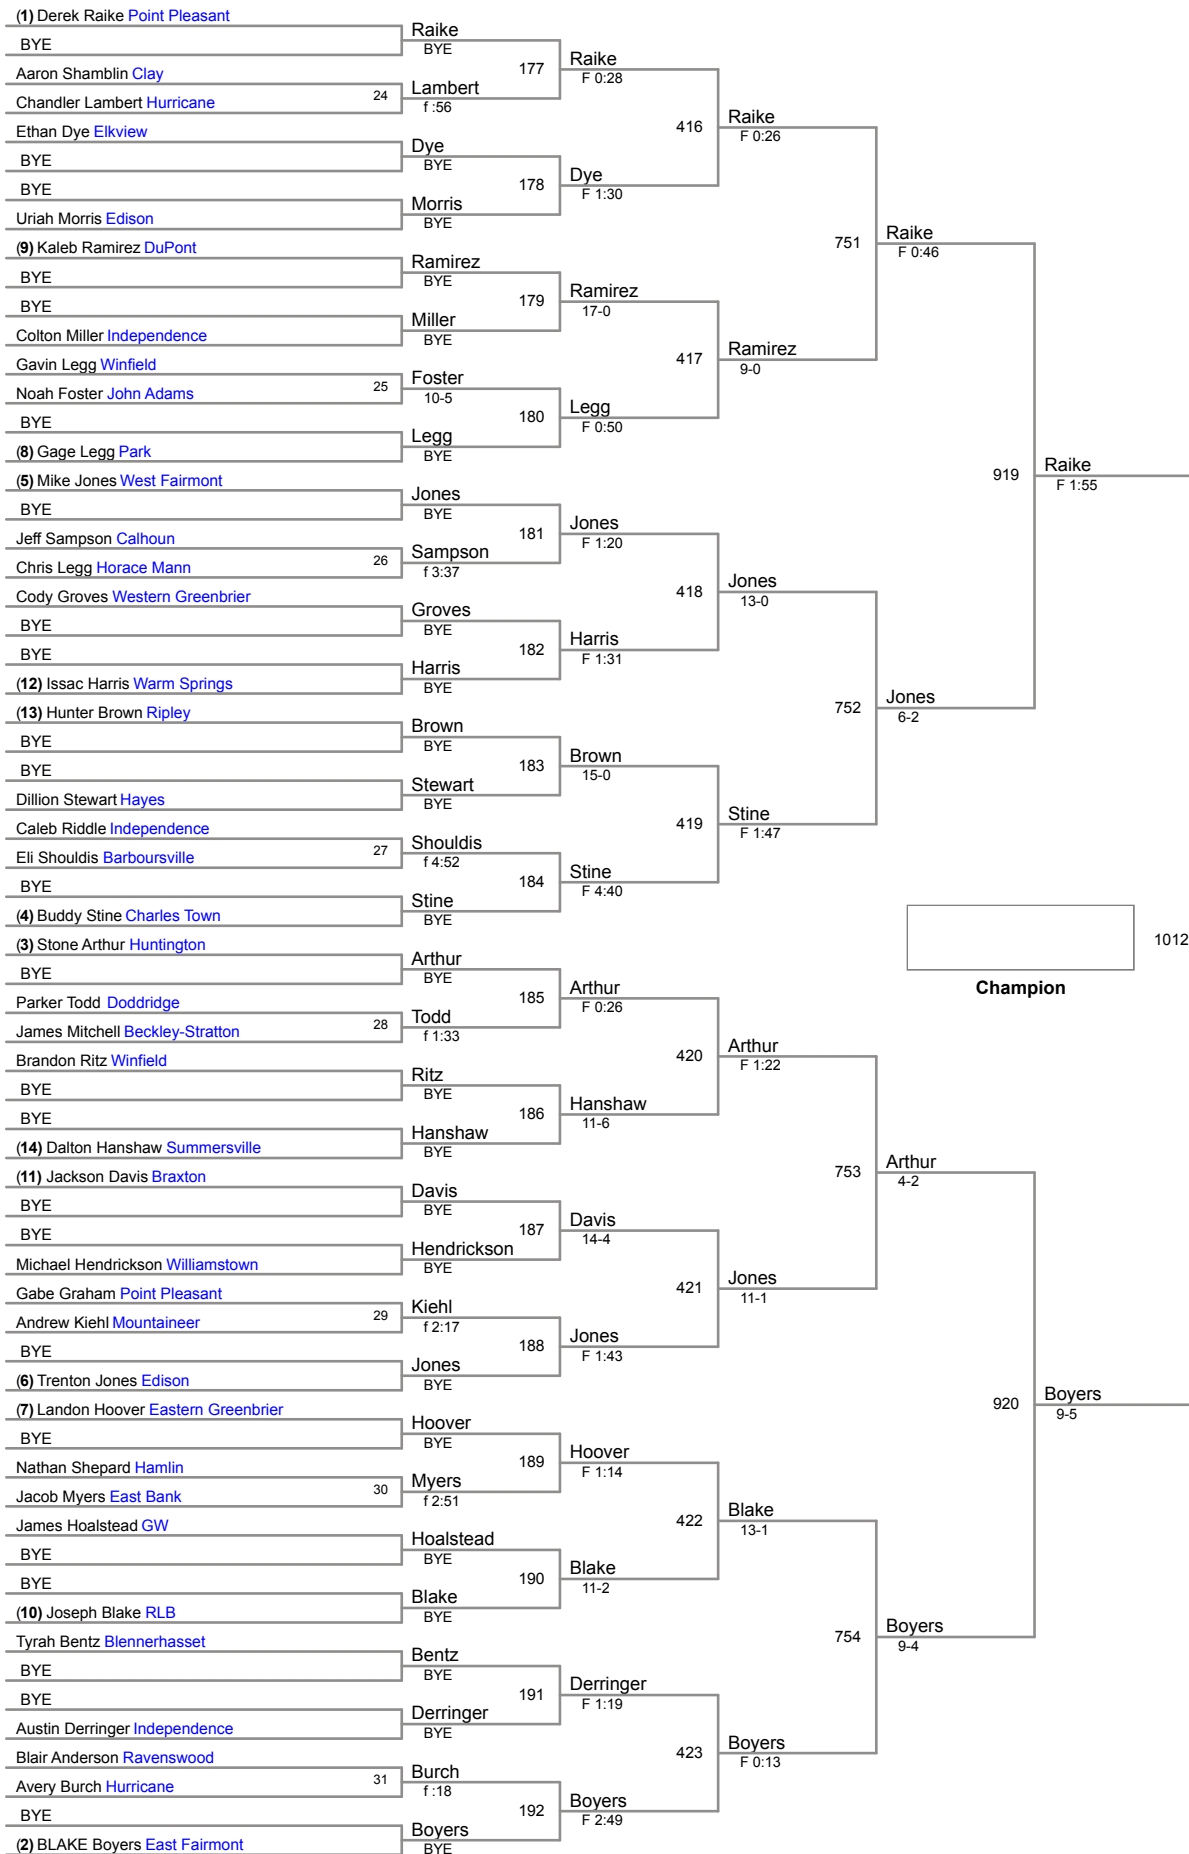 (1) Derek Raike Point Pleasant
BYE
Aaron Shamblin Clay
Chandler Lambert Hurricane
Ethan Dye Elkview
BYE
BYE
Uriah Morris Edison
(9) Kaleb Ramirez DuPont
BYE
BYE
Colton Miller Independence
Gavin Legg Winfield
Noah Foster John Adams
BYE
(8) Gage Legg Park
(5) Mike Jones West Fairmont
BYE
Jeff Sampson Calhoun
Chris Legg Horace Mann
Cody Groves Western Greenbrier
BYE
BYE
(12) Issac Harris Warm Springs
(13) Hunter Brown Ripley
BYE
BYE
Dillion Stewart Hayes
Caleb Riddle Independence
Eli Shouldis Barboursville
BYE
(4) Buddy Stine Charles Town
(3) Stone Arthur Huntington
BYE
Parker Todd Doddridge
James Mitchell Beckley-Stratton
Brandon Ritz Winfield
BYE
BYE
(14) Dalton Hanshaw Summersville
(11) Jackson Davis Braxton
BYE
BYE
Michael Hendrickson Williamstown
Gabe Graham Point Pleasant
Andrew Kiehl Mountaineer
BYE
(6) Trenton Jones Edison
(7) Landon Hoover Eastern Greenbrier
BYE
Nathan Shepard Hamlin
Jacob Myers East Bank
James Hoalstead GW
BYE
BYE
(10) Joseph Blake RLB
Tyrah Bentz Blennerhasset
BYE
BYE
Austin Derringer Independence
Blair Anderson Ravenswood
Avery Burch Hurricane
BYE
(2) BLAKE Boyers East Fairmont
24
25
26
27
28
29
30
31
Raike
BYE
Lambert
f :56
Dye
BYE
Morris
BYE
Ramirez
BYE
Miller
BYE
Foster
10-5
Legg
BYE
Jones
BYE
Sampson
f 3:37
Groves
BYE
Harris
BYE
Brown
BYE
Stewart
BYE
Shouldis
f 4:52
Stine
BYE
Arthur
BYE
Todd
f 1:33
Ritz
BYE
Hanshaw
BYE
Davis
BYE
Hendrickson
BYE
Kiehl
f 2:17
Jones
BYE
Hoover
BYE
Myers
f 2:51
Hoalstead
BYE
Blake
BYE
Bentz
BYE
Derringer
BYE
Burch
f :18
Boyers
BYE
177
178
179
180
181
182
183
184
185
186
187
188
189
190
191
192
Raike
F 0:28
Dye
F 1:30
Ramirez
17-0
Legg
F 0:50
Jones
F 1:20
Harris
F 1:31
Brown
15-0
Stine
F 4:40
Arthur
F 0:26
Hanshaw
11-6
Davis
14-4
Jones
F 1:43
Hoover
F 1:14
Blake
11-2
Derringer
F 1:19
Boyers
F 2:49
416
417
418
419
420
421
422
423
Raike
F 0:26
Ramirez
9-0
Jones
13-0
Stine
F 1:47
Arthur
F 1:22
Jones
11-1
Blake
13-1
Boyers
F 0:13
751
752
753
754
Raike
F 0:46
Jones
6-2
Arthur
4-2
Boyers
9-4
919
920
Raike
F 1:55
Boyers
9-5
1012
Champion